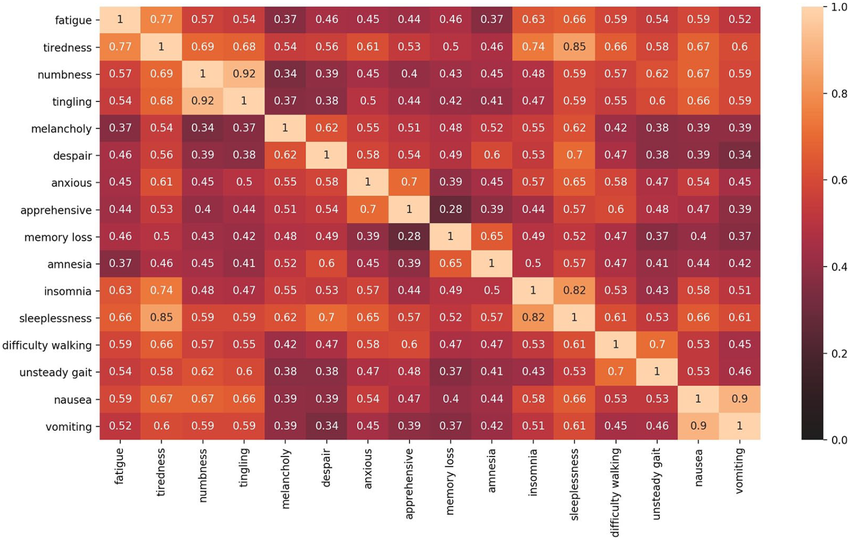 fatigue 1 0.77 0.57 0.54 0.37 0.46 0.45 0.44 0.46 0.37 0.63 0.66 0.59 0.54 0.59 0.52
tiredness 0.77 1 0.69 0.68 0.54 0.56 0.61 0.53 0.5 0.46 0.74 0.85 0.66 0.58 0.67 0.6
numbness 0.57 0.69 1 0.92 0.34 0.39 0.45 0.4 0.43 0.45 0.48 0.59 0.57 0.62 0.67 0.59
tingling 0.54 0.68 0.92 1 0.37 0.38 0.5 0.44 0.42 0.41 0.47 0.59 0.55 0.6 0.66 0.59
melancholy 0.37 0.54 0.34 0.37 1 0.62 0.55 0.51 0.48 0.52 0.55 0.62 0.42 0.38 0.39 0.39
despair 0.46 0.56 0.39 0.38 0.62 1 0.58 0.54 0.49 0.6 0.53 0.7 0.47 0.38 0.39 0.34
anxious 0.45 0.61 0.45 0.5 0.55 0.58 1 0.7 0.39 0.45 0.57 0.65 0.58 0.47 0.54 0.45
apprehensive 0.44 0.53 0.4 0.44 0.51 0.54 0.7 1 0.28 0.39 0.44 0.57 0.6 0.48 0.47 0.39
memory loss 0.46 0.5 0.43 0.42 0.48 0.49 0.39 0.28 1 0.65 0.49 0.52 0.47 0.37 0.4 0.37
amnesia 0.37 0.46 0.45 0.41 0.52 0.6 0.45 0.39 0.65 1 0.5 0.57 0.47 0.41 0.44 0.42
insomnia 0.63 0.74 0.48 0.47 0.55 0.53 0.57 0.44 0.49 0.5 1 0.82 0.53 0.43 0.58 0.51
sleeplessness 0.66 0.85 0.59 0.59 0.62 0.7 0.65 0.57 0.52 0.57 0.82 1 0.61 0.53 0.66 0.61
difficulty walking 0.59 0.66 0.57 0.55 0.42 0.47 0.58 0.6 0.47 0.47 0.53 0.61 1 0.7 0.53 0.45
unsteady gait 0.54 0.58 0.62 0.6 0.38 0.38 0.47 0.48 0.37 0.41 0.43 0.53 0.7 1 0.53 0.46
nausea 0.59 0.67 0.67 0.66 0.39 0.39 0.54 0.47 0.4 0.44 0.58 0.66 0.53 0.53 1 0.9
vomiting 0.52 0.6 0.59 0.59 0.39 0.34 0.45 0.39 0.37 0.42 0.51 0.61 0.45 0.46 0.9 1
fatigue
tiredness
numbness
tingling
melancholy
despair
anxious
apprehensive
memory loss
amnesia
insomnia
sleeplessness
difficulty walking
unsteady gait
nausea
vomiting
1.0
0.8
0.6
0.4
0.2
0.0